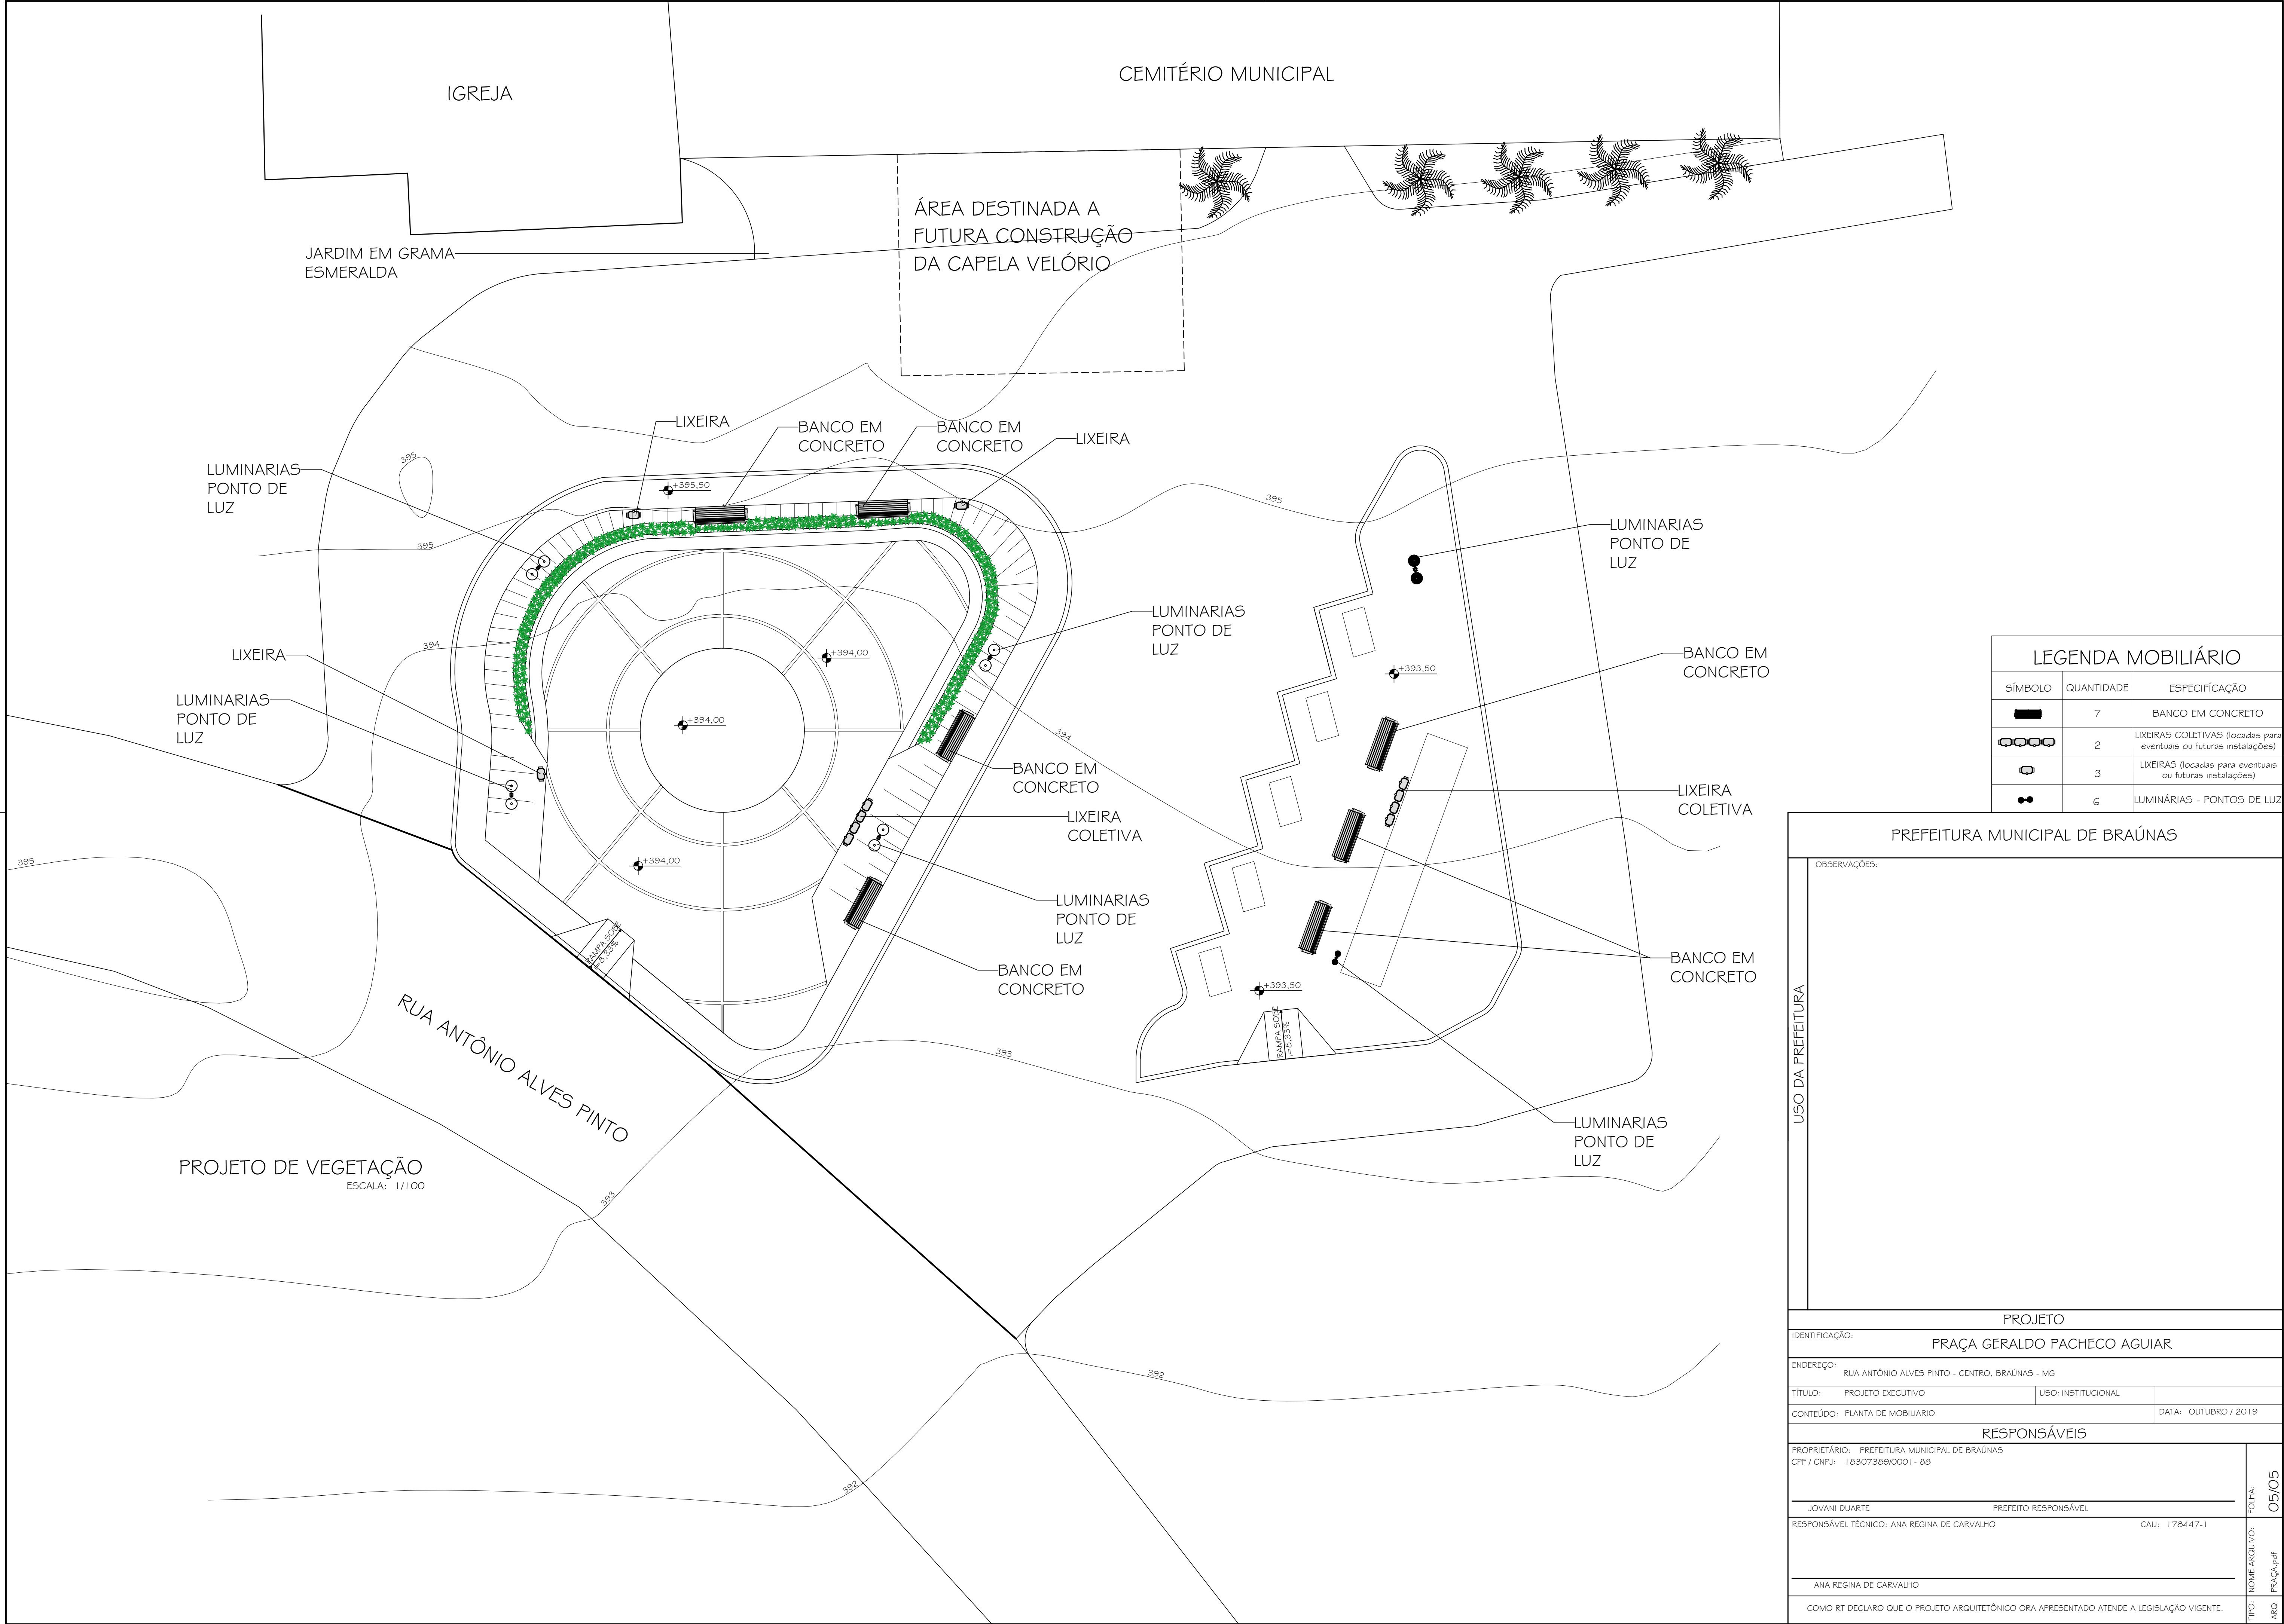 IGREJA
CEMITÉRIO MUNICIPAL
ÁREA DESTINADA A
FUTURA CONSTRUÇÃO
DA CAPELA VELÓRIO
JARDIM EM GRAMA
ESMERALDA
LIXEIRA
BANCO EM
CONCRETO
BANCO EM
CONCRETO
LIXEIRA
LUMINARIAS
PONTO DE
LUZ
395
+395,50
395
395
LUMINARIAS
PONTO DE
LUZ
LUMINARIAS
PONTO DE
LUZ
394
LIXEIRA
+394,00
+393,50
BANCO EM
CONCRETO
LUMINARIAS
PONTO DE
LUZ
+394,00
394
BANCO EM
CONCRETO
LIXEIRA
COLETIVA
LIXEIRA
COLETIVA
395
+394,00
LUMINARIAS
PONTO DE
LUZ
RAMPA SOBE
i=8,33%
BANCO EM
CONCRETO
BANCO EM
CONCRETO
+393,50
RAMPA SOBE
i=8,33%
RUA ANTÔNIO ALVES PINTO
393
LUMINARIAS
PONTO DE
LUZ
PROJETO DE VEGETAÇÃO
ESCALA: 1/100
393
392
392
LEGENDA MOBILIÁRIO
SÍMBOLO QUANTIDADE ESPECIFÍCAÇÃO
7 BANCO EM CONCRETO
2 LIXEIRAS COLETIVAS (locadas para
eventuais ou futuras instalações)
3 LIXEIRAS (locadas para eventuais
ou futuras instalações)
6 LUMINÁRIAS - PONTOS DE LUZ
PREFEITURA MUNICIPAL DE BRAÚNAS
OBSERVAÇÕES:
USO DA PREFEITURA
PROJETO
IDENTIFICAÇÃO:
PRAÇA GERALDO PACHECO AGUIAR
ENDEREÇO:
RUA ANTÔNIO ALVES PINTO - CENTRO, BRAÚNAS - MG
TÍTULO: PROJETO EXECUTIVO USO: INSTITUCIONAL
CONTEÚDO: PLANTA DE MOBILIARIO DATA: OUTUBRO / 2019
RESPONSÁVEIS
PROPRIETÁRIO: PREFEITURA MUNICIPAL DE BRAÚNAS
CPF / CNPJ: 18307389/0001- 88
JOVANI DUARTE PREFEITO RESPONSÁVEL
FOLHA:
05/05
RESPONSÁVEL TÉCNICO: ANA REGINA DE CARVALHO CAU: 178447-1
ANA REGINA DE CARVALHO
NOME ARQUIVO:
PRAÇA.pdf
COMO RT DECLARO QUE O PROJETO ARQUITETÔNICO ORA APRESENTADO ATENDE A LEGISLAÇÃO VIGENTE.
TIPO:
ARQ